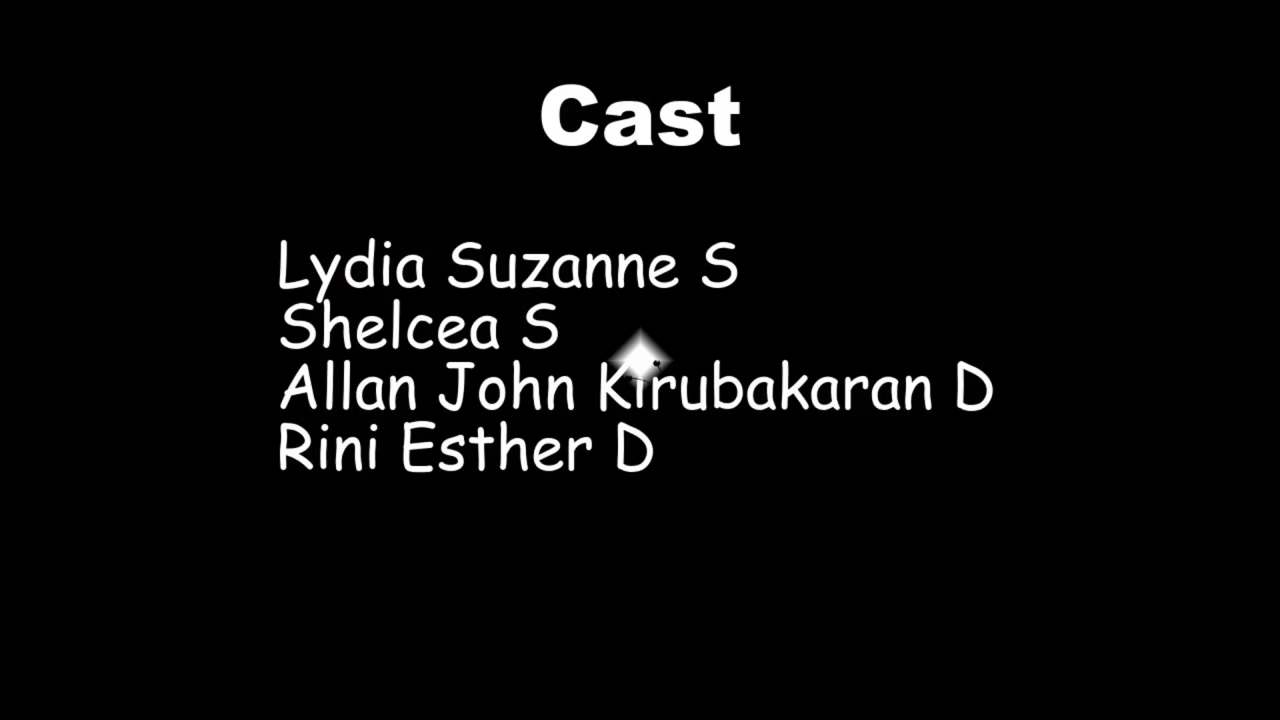 Cast
Lydia Suzanne S
Shelcea S
Allan John Kirubakaran D
Rini Esther D